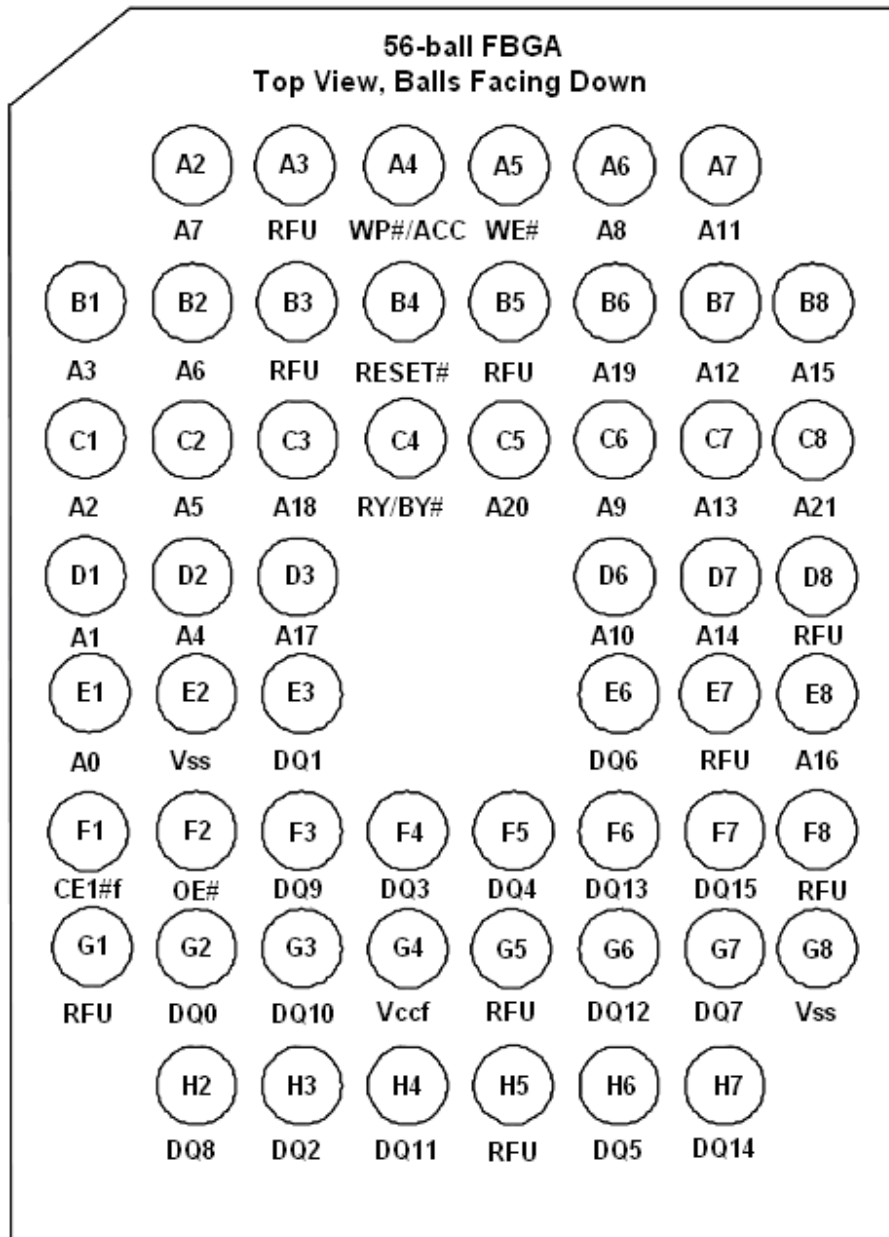 56-ball FBGA
Top View, Balls Facing Down
A2 A3 A4 A5 A6 A7
A7 RFU WP#/ACC WE# A8 A11
B1 B2 B3 B4 B5 B6 B7 B8
A3 A6 RFU RESET# RFU A19 A12 A15
C1 C2 C3 C4 C5 C6 C7 C8
A2 A5 A18 RY/BY# A20 A9 A13 A21
D1 D2 D3 D6 D7 D8
A1 A4 A17 A10 A14 RFU
E1 E2 E3 E6 E7 E8
A0 Vss DQ1 DQ6 RFU A16
F1 F2 F3 F4 F5 F6 F7 F8
CE1#f OE# DQ9 DQ3 DQ4 DQ13 DQ15 RFU
G1 G2 G3 G4 G5 G6 G7 G8
RFU DQ0 DQ10 Vccf RFU DQ12 DQ7 Vss
H2 H3 H4 H5 H6 H7
DQ8 DQ2 DQ11 RFU DQ5 DQ14